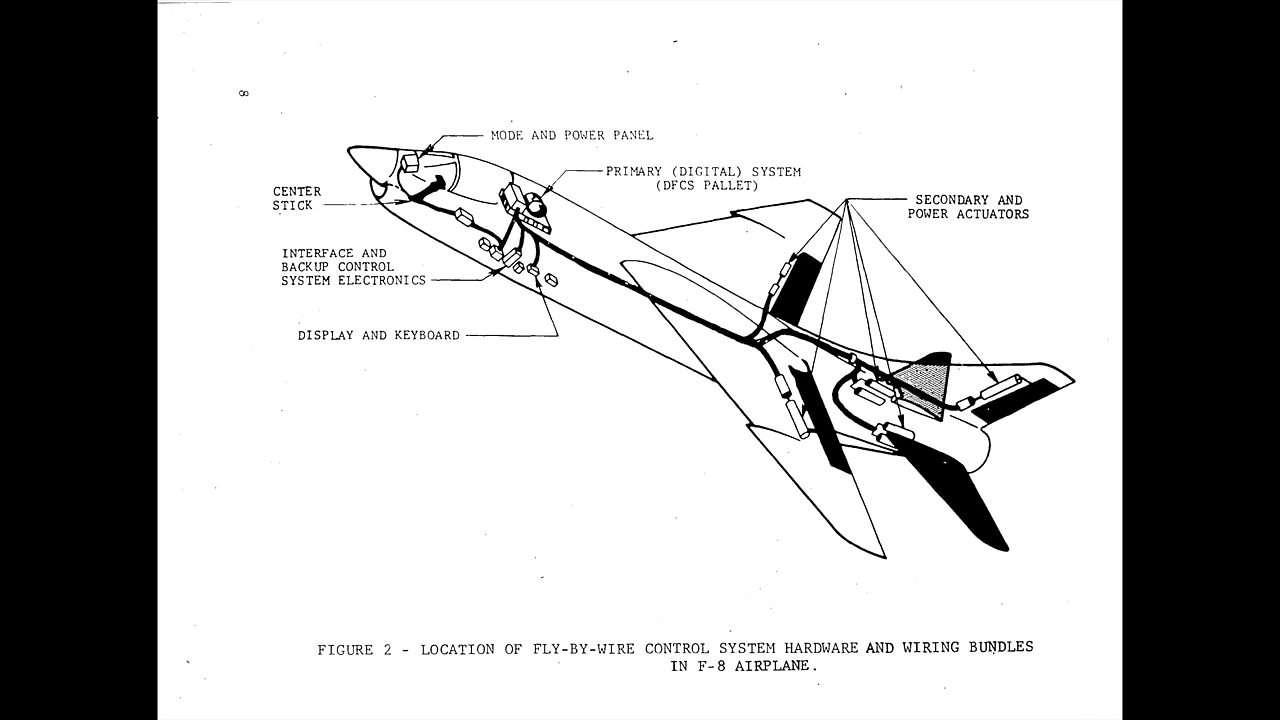 8
MODE AND POWER PANEL
PRIMARY (DIGITAL) SYSTEM
(DFCS PALLET)
CENTER
STICK
SECONDARY AND
POWER ACTUATORS
INTERFACE AND
BACKUP CONTROL
SYSTEM ELECTRONICS
DISPLAY AND KEYBOARD
FIGURE 2 - LOCATION OF FLY-BY-WIRE CONTROL SYSTEM HARDWARE AND WIRING BUNDLES
IN F-8 AIRPLANE.